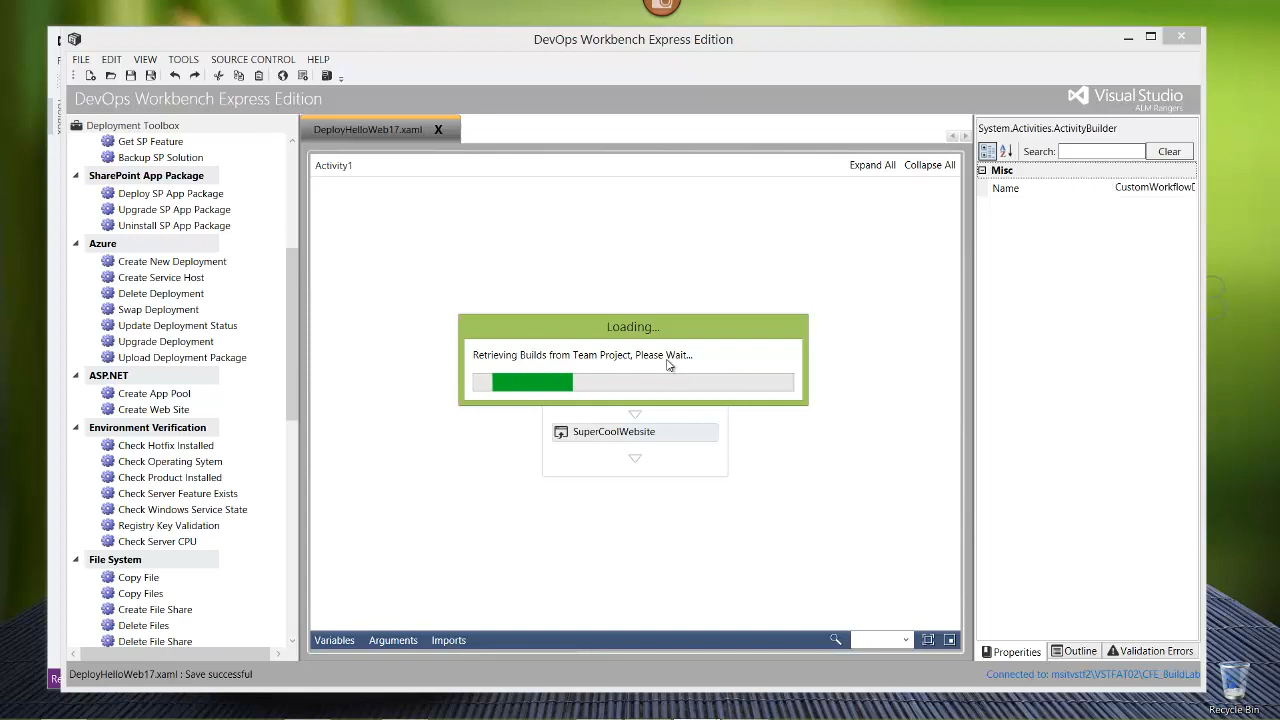 DevOps Workbench Express Edition
FILE EDIT VIEW TOOLS SOURCE CONTROL HELP
DevOps Workbench Express Edition
Visual Studio
ALM Rangers
Deployment Toolbox
Get SP Feature
Backup SP Solution
SharePoint App Package
Deploy SP App Package
Upgrade SP App Package
Uninstall SP App Package
Azure
Create New Deployment
Create Service Host
Delete Deployment
Swap Deployment
Update Deployment Status
Upgrade Deployment
Upload Deployment Package
ASP.NET
Create App Pool
Create Web Site
Environment Verification
Check Hotfix Installed
Check Operating Sytem
Check Product Installed
Check Server Feature Exists
Check Windows Service State
Registry Key Validation
Check Server CPU
File System
Copy File
Copy Files
Create File Share
Delete Files
Delete File Share
DeployHelloWeb17.xaml X
Activity1
Expand All Collapse All
Loading...
Retrieving Builds from Team Project, Please Wait...
SuperCoolWebsite
Variables Arguments Imports
System.Activities.ActivityBuilder
Search: Clear
Misc
Name CustomWorkflow
Properties Outline Validation Errors
DeployHelloWeb17.xaml : Save successful
Connected to: msitvstf2\VSTFAT02\CFE_BuildLab
Recycle Bin